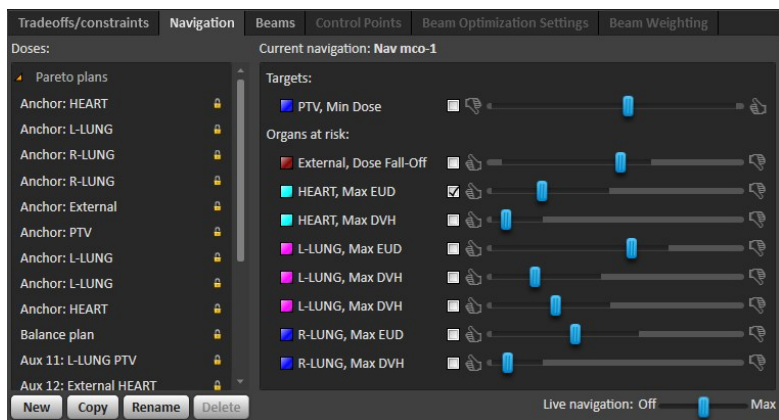 Tradeoffs/constraints Navigation Beams Control Points Beam Optimization Settings Beam Weighting
Doses:
Current navigation: Nav mco-1
Pareto plans
Anchor: HEART
Anchor: L-LUNG
Anchor: R-LUNG
Anchor: R-LUNG
Anchor: External
Anchor: PTV
Anchor: L-LUNG
Anchor: L-LUNG
Anchor: HEART
Balance plan
Aux 11: L-LUNG PTV
Aux 12: External HEART
New Copy Rename Delete
Targets:
PTV, Min Dose
Organs at risk:
External, Dose Fall-Off
HEART, Max EUD
HEART, Max DVH
L-LUNG, Max EUD
L-LUNG, Max DVH
L-LUNG, Max DVH
R-LUNG, Max EUD
R-LUNG, Max DVH
Live navigation: Off Max